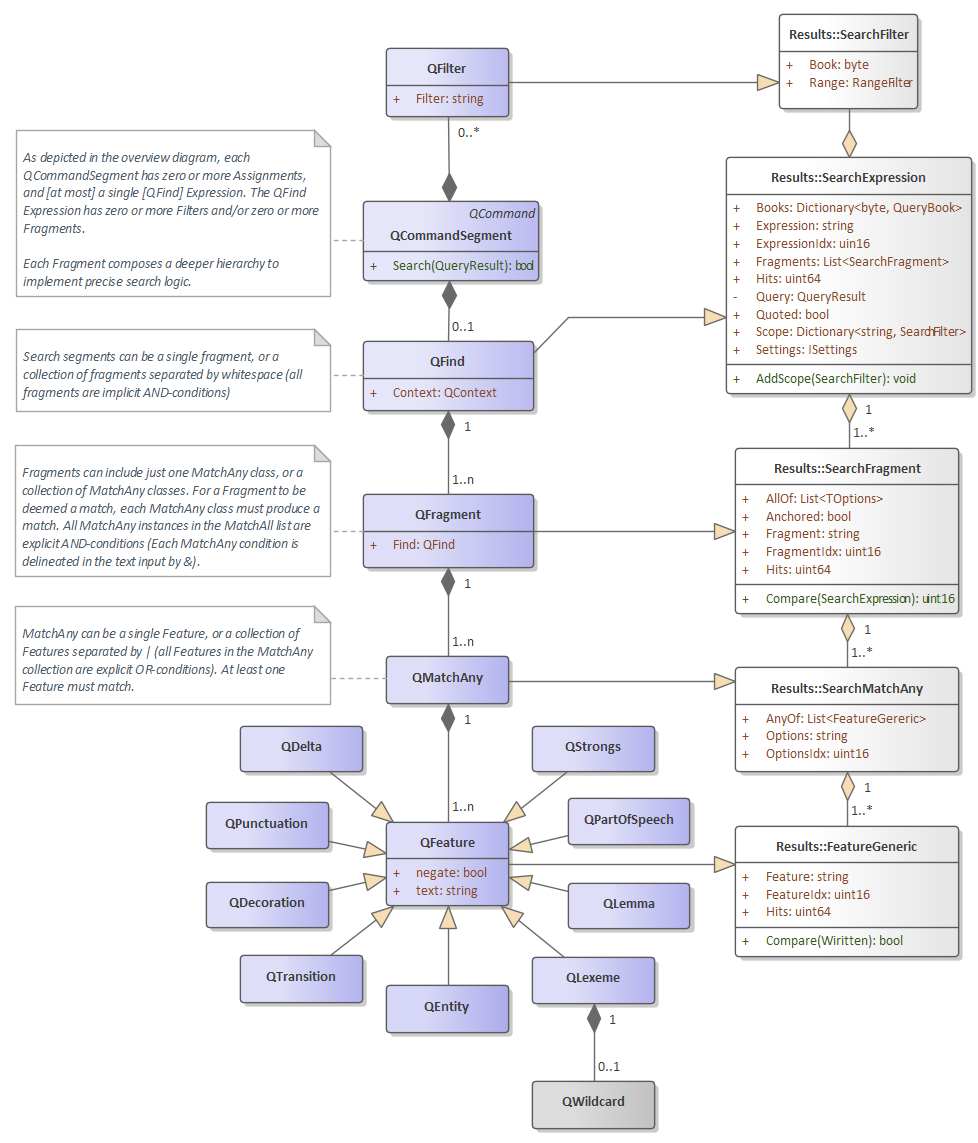 Results::SearchFilter
+ Book: byte
+ Range: RangeFilter
QFilter
+ Filter: string
0..*
As depicted in the overview diagram, each
QCommandSegment has zero or more Assignments,
and [at most] a single [QFind] Expression. The QFind
Expression has zero or more Filters and/or zero or more
Fragments.
Each Fragment composes a deeper hierarchy to
implement precise search logic.
QCommand
QCommandSegment
+ Search(QueryResult): bool
0..1
Results::SearchExpression
+ Books: Dictionary<byte, QueryBook>
+ Expression: string
+ ExpressionIdx: uin16
+ Fragments: List<SearchFragment>
+ Hits: uint64
- Query: QueryResult
+ Quoted: bool
+ Scope: Dictionary<string, SearchFilter>
+ Settings: ISettings
+ AddScope(SearchFilter): void
1
1..*
Search segments can be a single fragment, or a
collection of fragments separated by whitespace (all
fragments are implicit AND-conditions)
QFind
+ Context: QContext
1
1..n
Fragments can include just one MatchAny class, or a
collection of MatchAny classes. For a Fragment to be
deemed a match, each MatchAny class must produce a
match. All MatchAny instances in the MatchAll list are
explicit AND-conditions (Each MatchAny condition is
delineated in the text input by &).
QFragment
+ Find: QFind
1
1..n
Results::SearchFragment
+ AllOf: List<TOptions>
+ Anchored: bool
+ Fragment: string
+ FragmentIdx: uint16
+ Hits: uint64
+ Compare(SearchExpression): uint16
1
1..*
MatchAny can be a single Feature, or a collection of
Features separated by | (all Features in the MatchAny
collection are explicit OR-conditions). At least one
Feature must match.
QMatchAny
1
1..n
Results::SearchMatchAny
+ AnyOf: List<FeatureGereric>
+ Options: string
+ OptionsIdx: uint16
1
1..*
QDelta
QStrongs
QPunctuation
QPartOfSpeech
QFeature
+ negate: bool
+ text: string
Results::FeatureGeneric
+ Feature: string
+ FeatureIdx: uint16
+ Hits: uint64
+ Compare(Wiritten): bool
QDecoration
QLemma
QTransition
QEntity
QLexeme
1
0..1
QWildcard